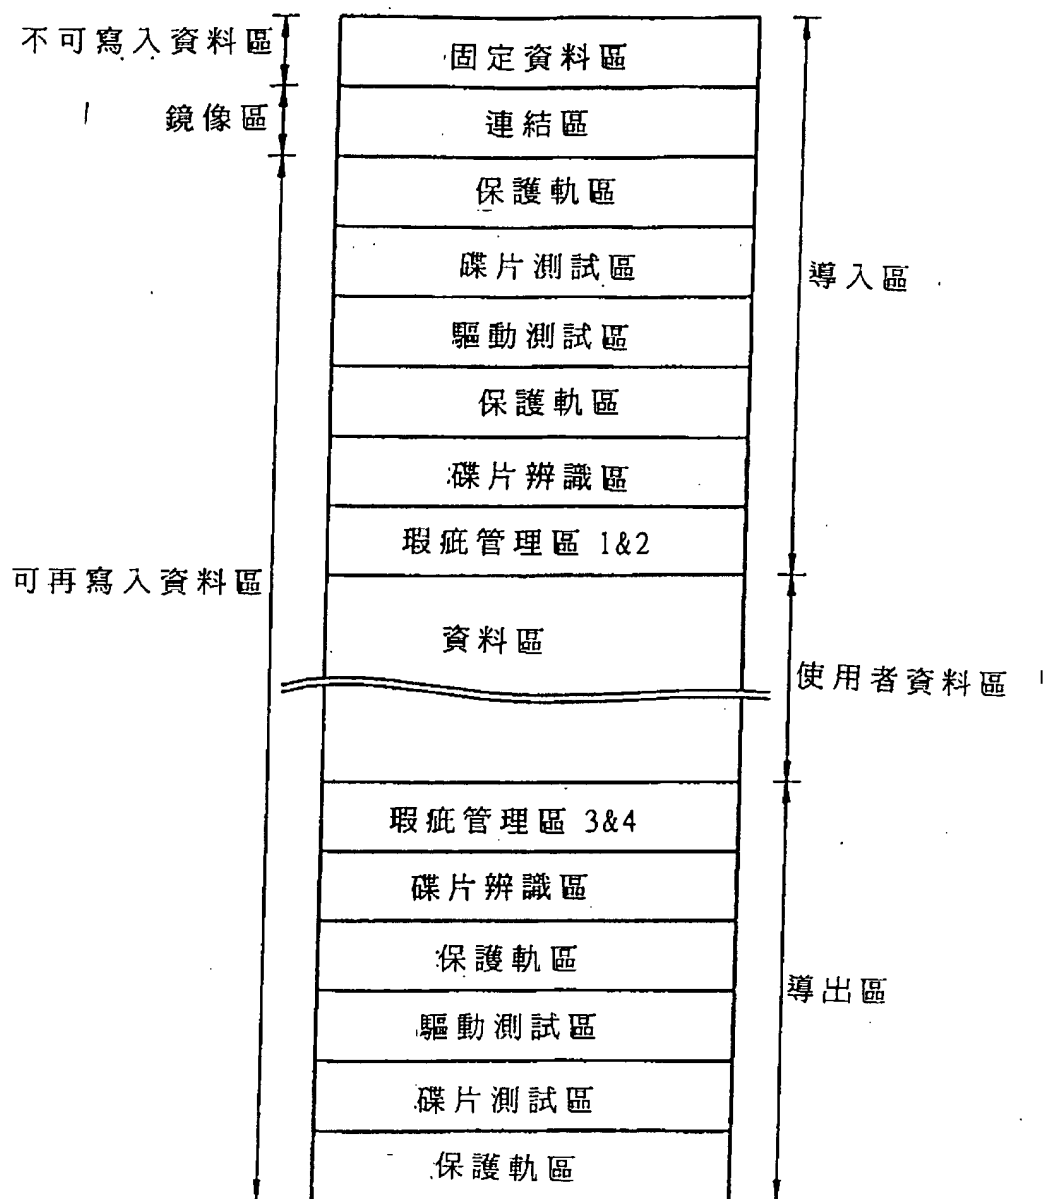 不可寫入資料區
固定資料區
鏡像區
連結區
保護軌區
碟片測試區
導入區
驅動測試區
保護軌區
碟片辨識區
瑕疵管理區 1&2
可再寫入資料區
資料區
使用者資料區
瑕疵管理區 3&4
碟片辨識區
保護軌區
導出區
驅動測試區
碟片測試區
保護軌區